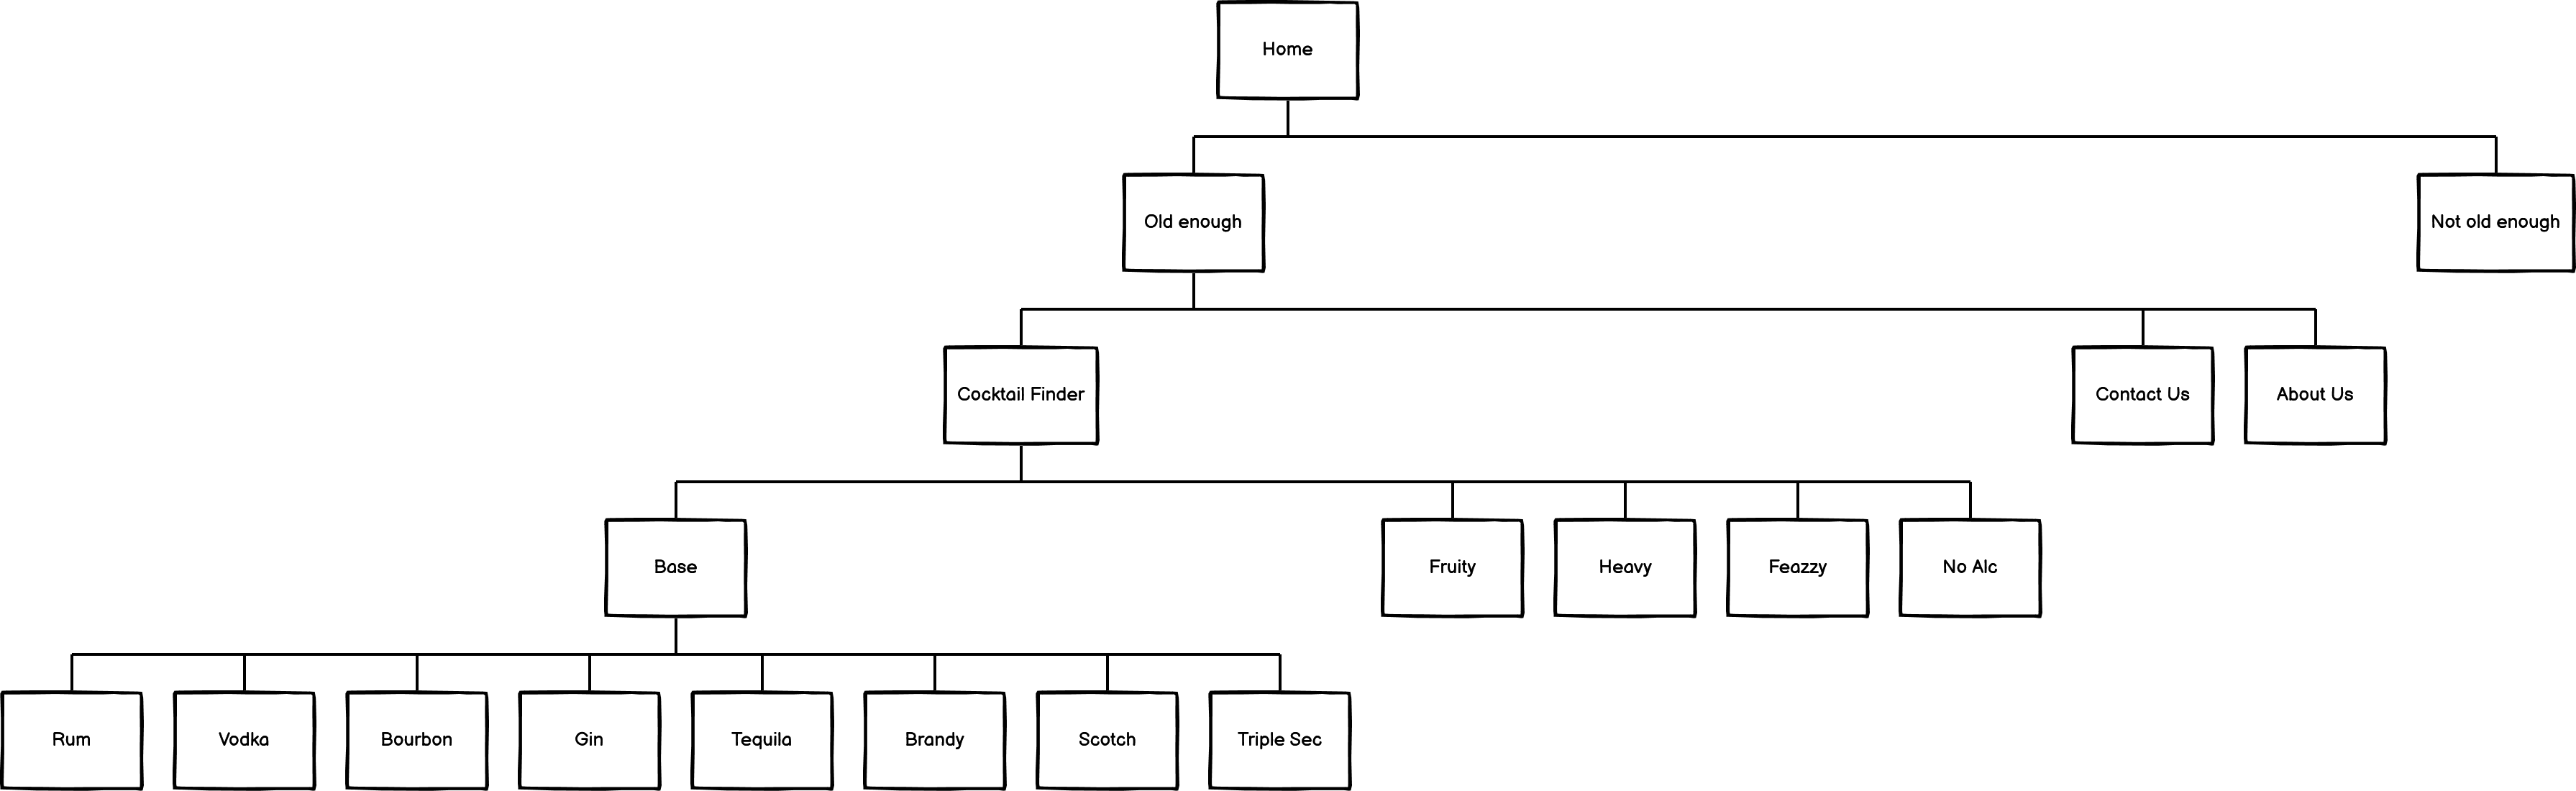 Home
Old enough
Not old enough
Cocktail Finder
Contact Us
About Us
Base
Fruity
Heavy
Feazzy
No Alc
Rum
Vodka
Bourbon
Gin
Tequila
Brandy
Scotch
Triple Sec